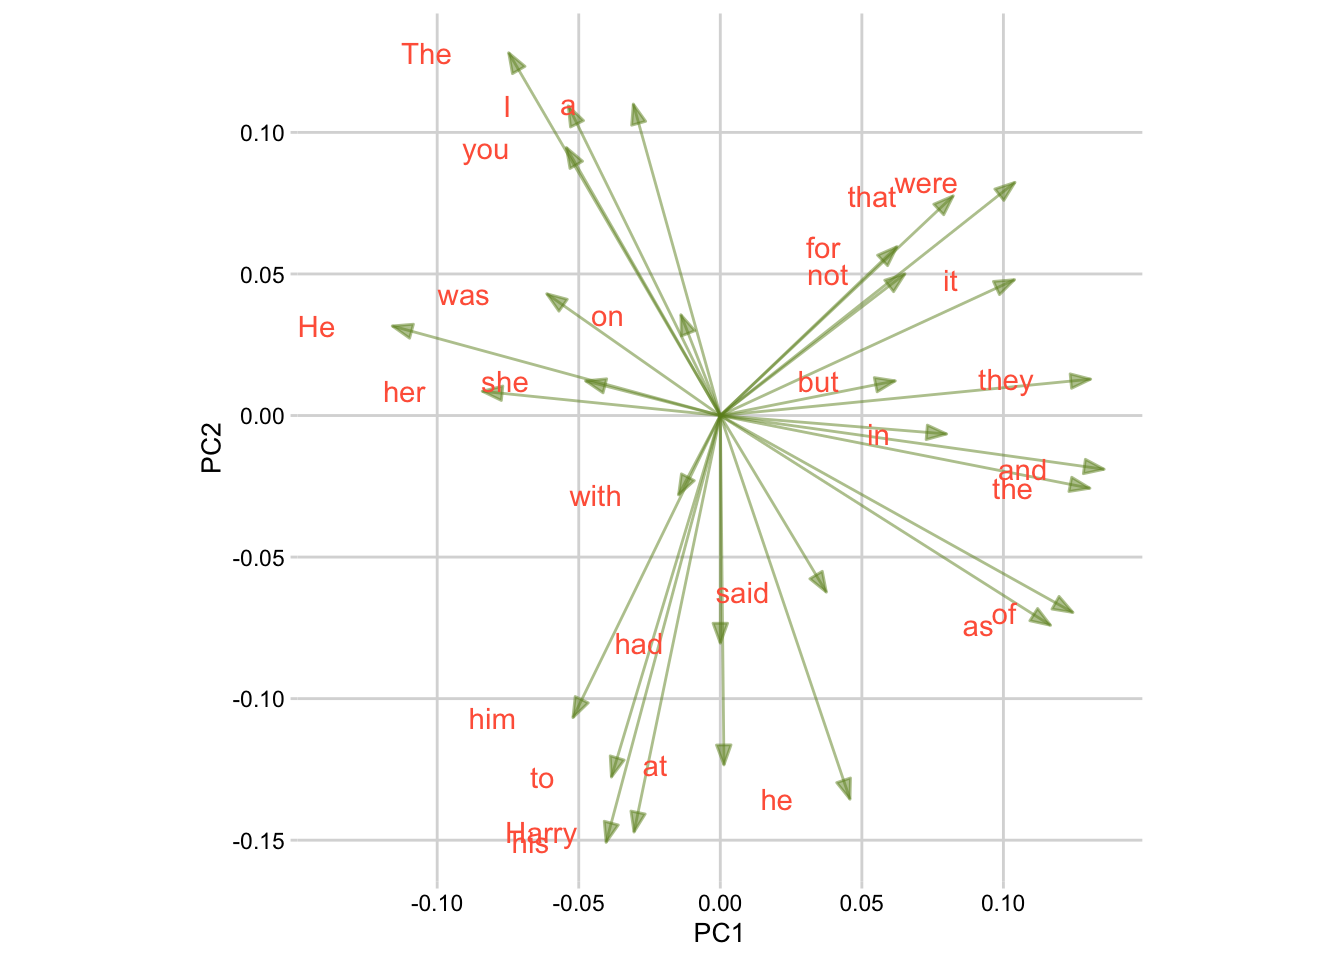 The
I a
you
0.10
were
that
for
not
it
0.05
was
on
He
she
her
but
they
0.00
in
and
the
PC2
with
-0.05
said
of
as
had
-0.10
him
at
to
he
Harry
his
-0.15
-0.10 -0.05 0.00 0.05 0.10
PC1